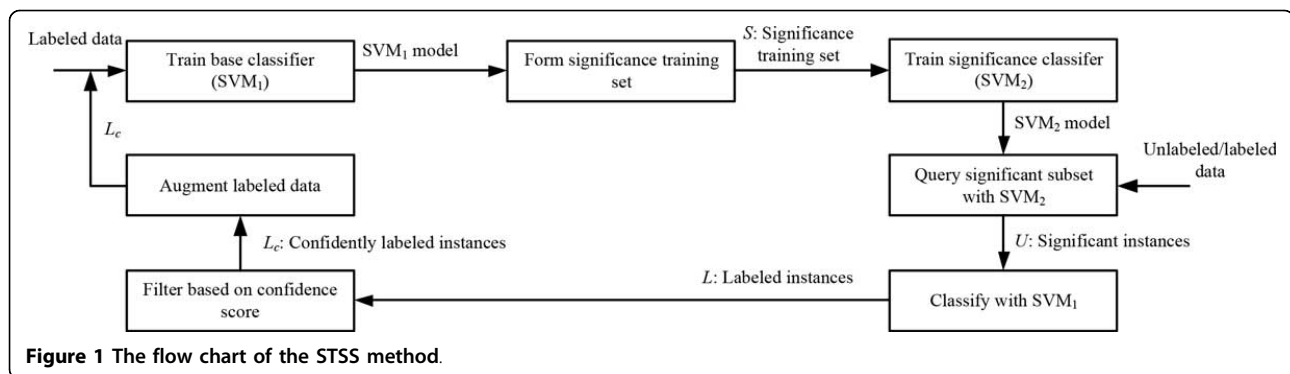 Labeled data
Train base classifier
(SVM₁)
SVM₁ model
Form significance training
set
S: Significance
training set
Train significance classifer
(SVM₂)
L_c
SVM₂ model
Augment labeled data
Query significant subset
with SVM₂
Unlabeled/labeled
data
L_c: Confidently labeled instances
U: Significant instances
Filter based on confidence
score
L: Labeled instances
Classify with SVM₁
Figure 1 The flow chart of the STSS method.